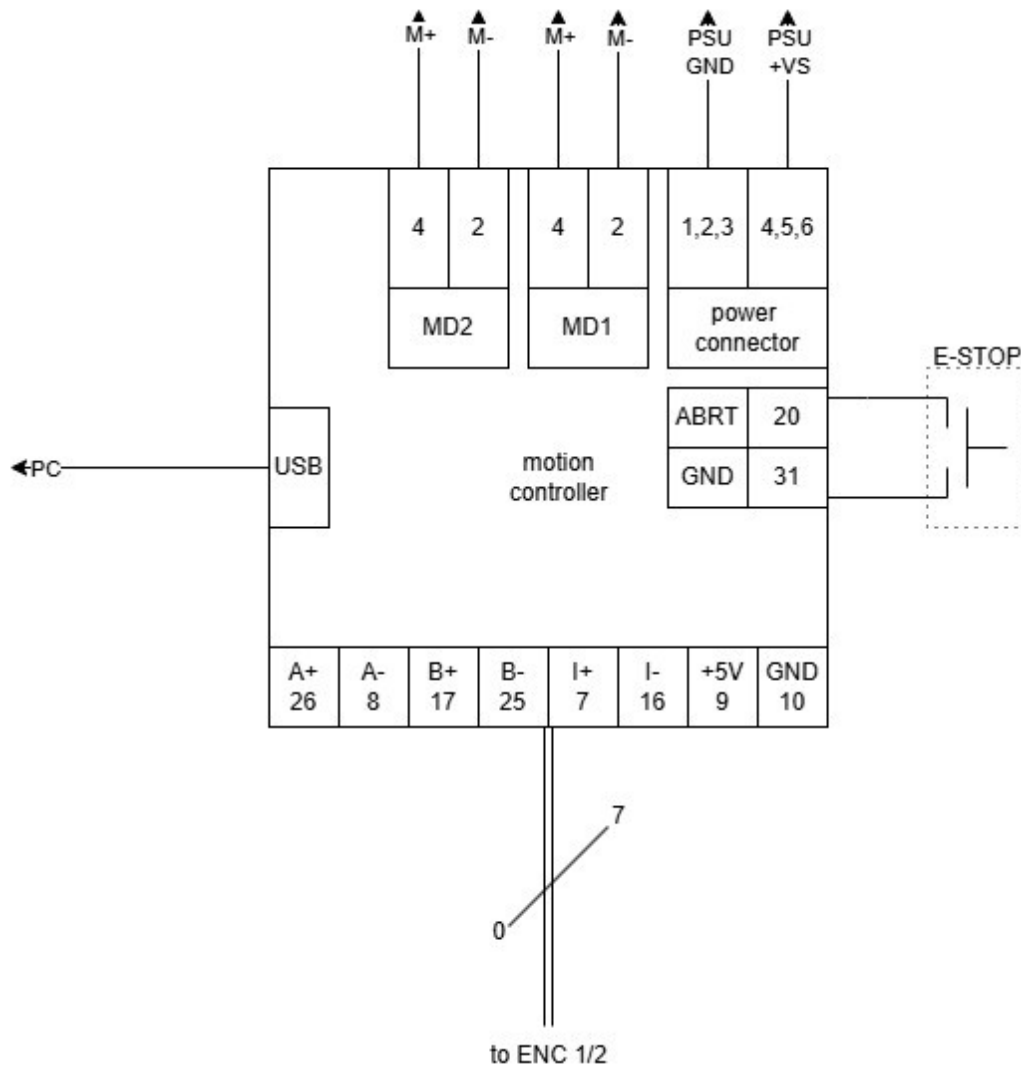 M+ M- M+ M- PSU GND PSU +VS
4 2 4 2 1,2,3 4,5,6
MD2 MD1 power connector
E-STOP
ABRT 20
GND 31
PC USB
motion
controller
A+ A- B+ B- I+ I- +5V GND
26 8 17 25 7 16 9 10
7
0
to ENC 1/2